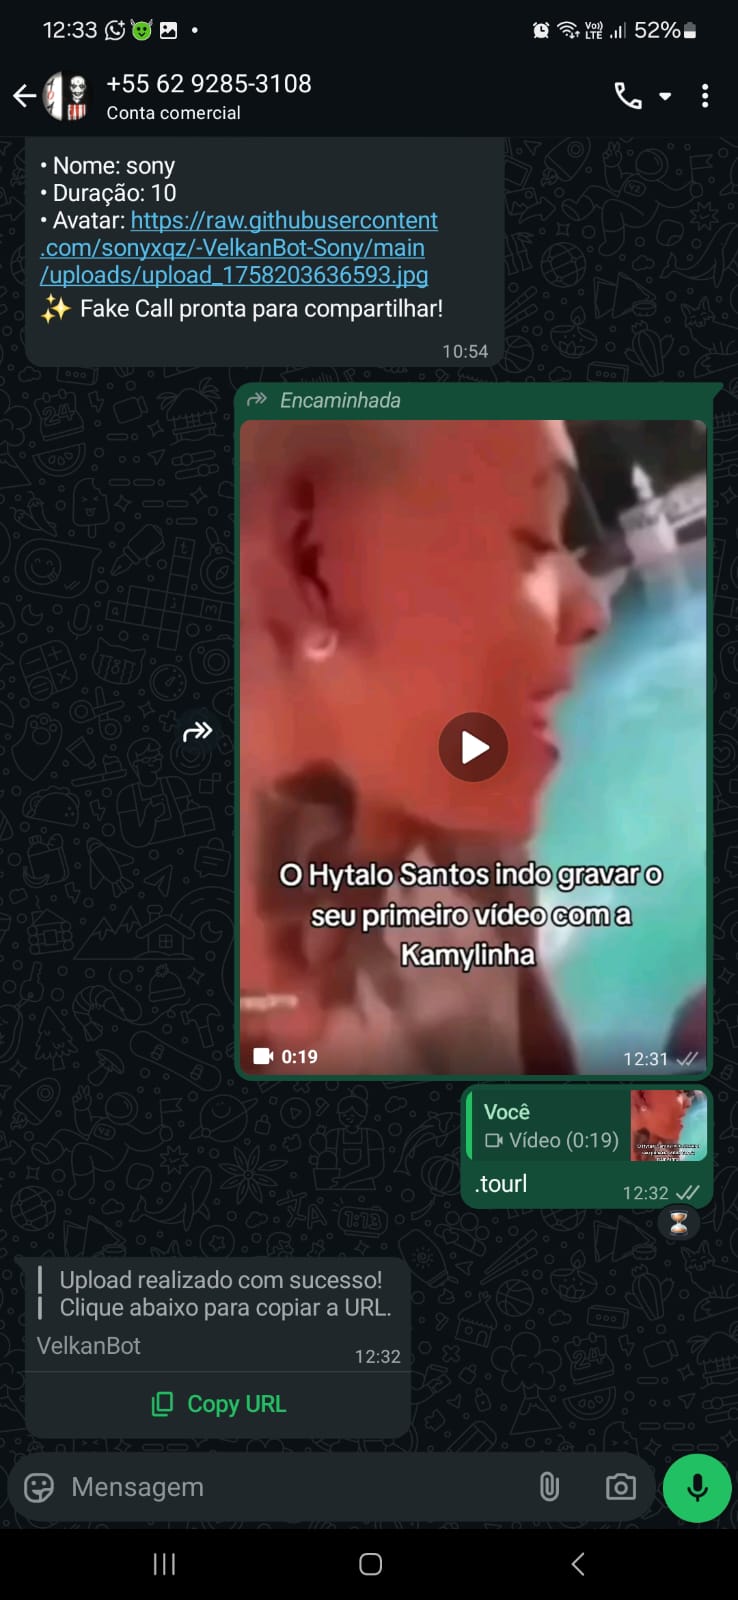 12:33
Voo)
LTE
52%
+55 62 9285-3108
Conta comercial
• Nome: sony
• Duração: 10
• Avatar: https://raw.githubusercontent
.com/sonyxqz/-VelkanBot-Sony/main
/uploads/upload_1758203636593.jpg
✨ Fake Call pronta para compartilhar!
10:54
Encaminhada
O Hytalo Santos indo gravar o
seu primeiro vídeo com a
Kamylinha
0:19
12:31
Você
Vídeo (0:19)
.tourl
12:32
Upload realizado com sucesso!
Clique abaixo para copiar a URL.
VelkanBot
12:32
Copy URL
Mensagem